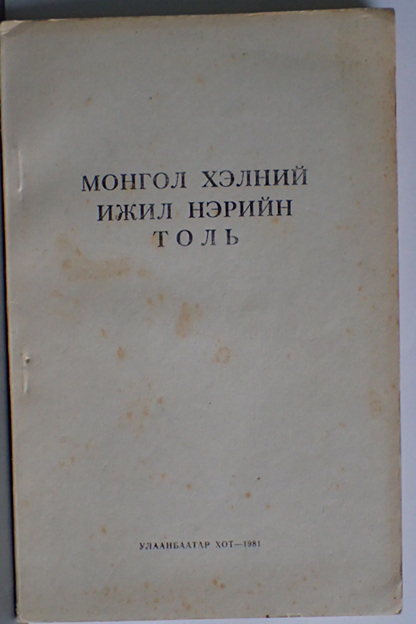 МОНГОЛ ХЭЛНИЙ
ИЖИЛ НЭРИЙН
ТОЛЬ
УЛААНБААТАР ХОТ—1981